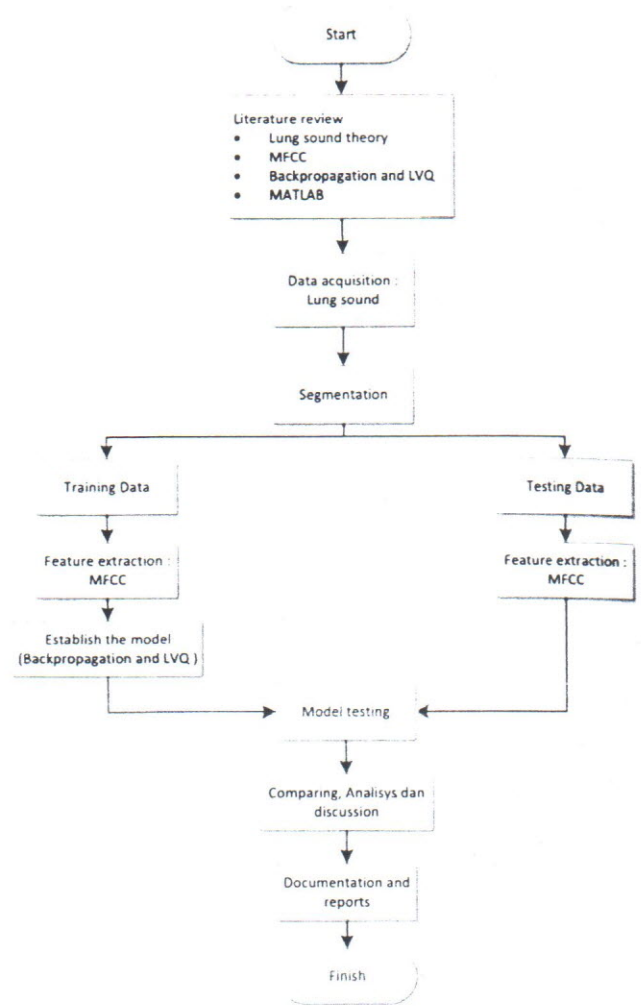 Start
Literature review
• Lung sound theory
• MFCC
• Backpropagation and LVQ
• MATLAB
Data acquisition :
Lung sound
Segmentation
Training Data
Testing Data
Feature extraction :
MFCC
Feature extraction :
MFCC
Establish the model
(Backpropagation and LVQ )
Model testing
Comparing, Analisys dan
discussion
Documentation and
reports
Finish